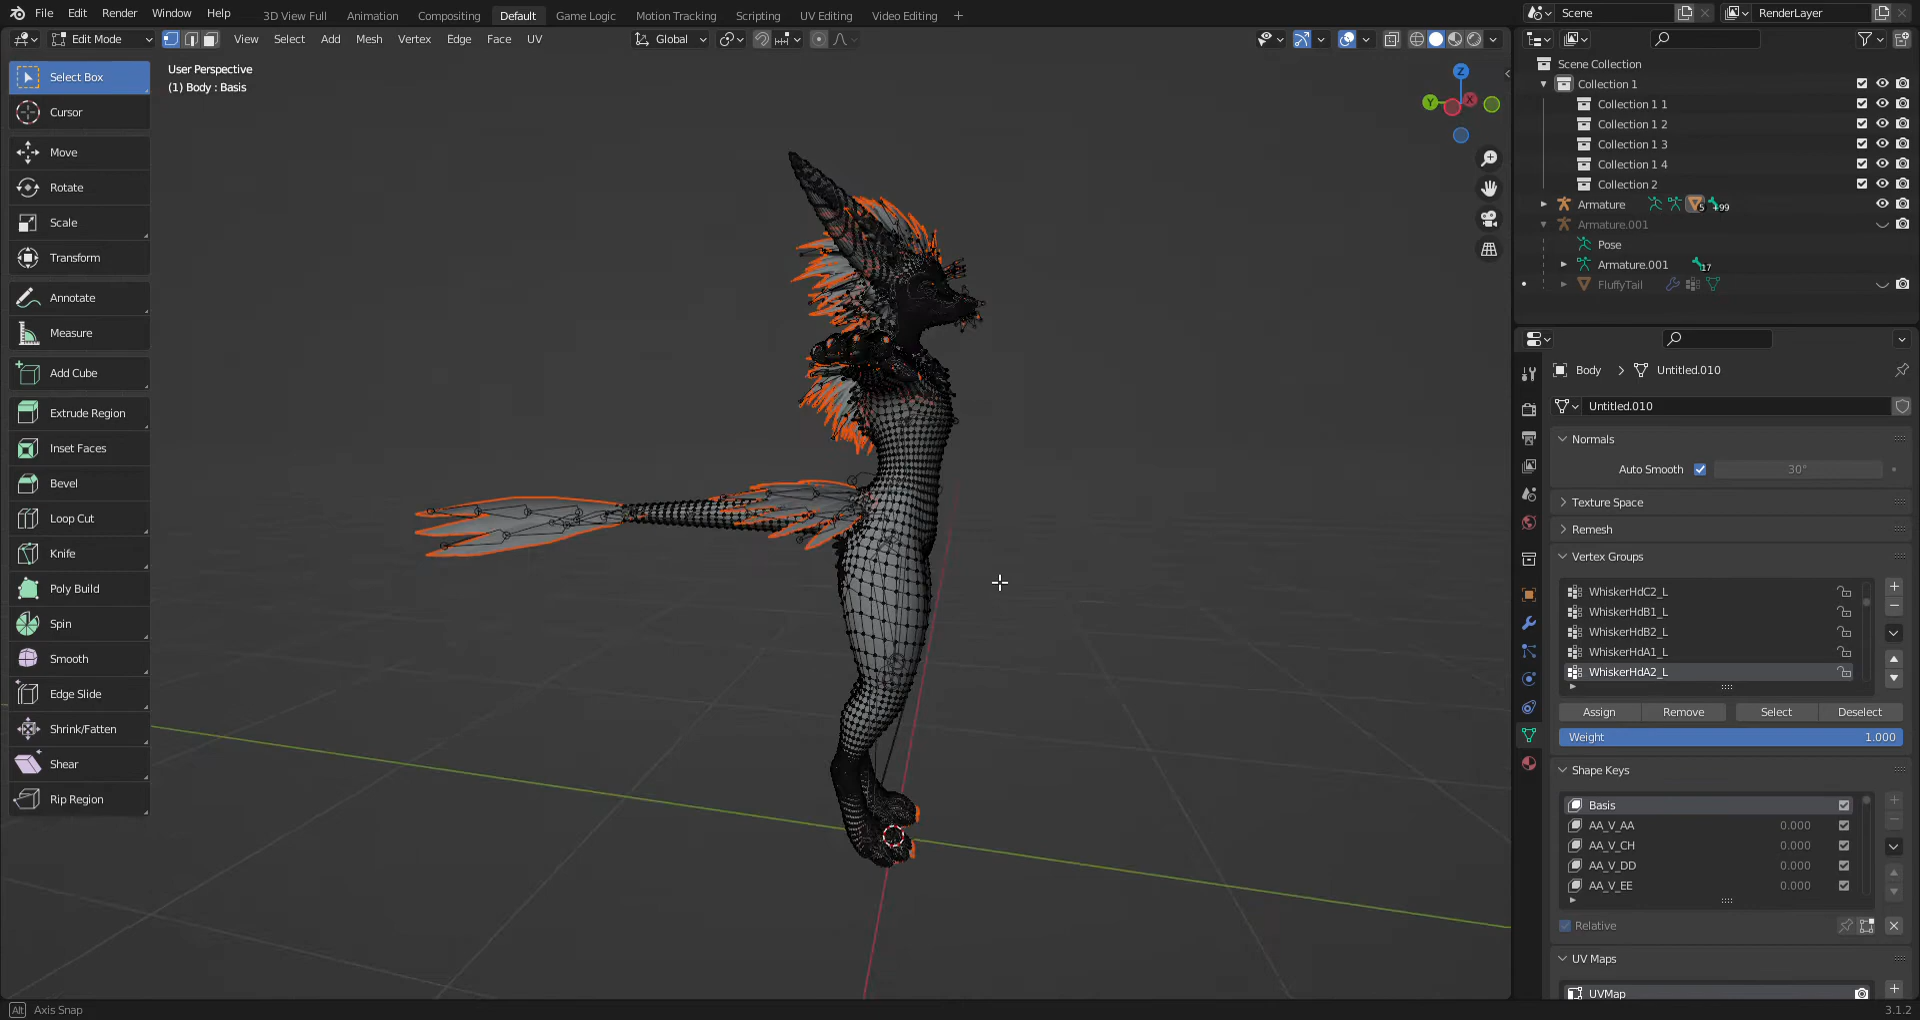 File Edit Render Window Help 3D View Full Animation Compositing Default Game Logic Motion Tracking Scripting UV Editing Video Editing + Scene RenderLayer
Edit Mode View Select Add Mesh Vertex Edge Face UV Global
User Perspective
(1) Body : Basis
Select Box
Cursor
Move
Rotate
Scale
Transform
Annotate
Measure
Add Cube
Extrude Region
Inset Faces
Bevel
Loop Cut
Knife
Poly Build
Spin
Smooth
Edge Slide
Shrink/Fatten
Shear
Rip Region
Z
Y
X
Scene Collection
Collection 1
Collection 1 1
Collection 1 2
Collection 1 3
Collection 1 4
Collection 2
Armature 5 +99
Armature.001
Pose
Armature.001 17
FluffyTail
Body Untitled.010
Untitled.010
Normals
Auto Smooth 30°
Texture Space
Remesh
Vertex Groups
WhiskerHdC2_L
WhiskerHdB1_L
WhiskerHdB2_L
WhiskerHdA1_L
WhiskerHdA2_L
Assign Remove Select Deselect
Weight 1.000
Shape Keys
Basis
AA_V_AA 0.000
AA_V_CH 0.000
AA_V_DD 0.000
AA_V_EE 0.000
Relative
UV Maps
UVMap
Alt Axis Snap 3.1.2